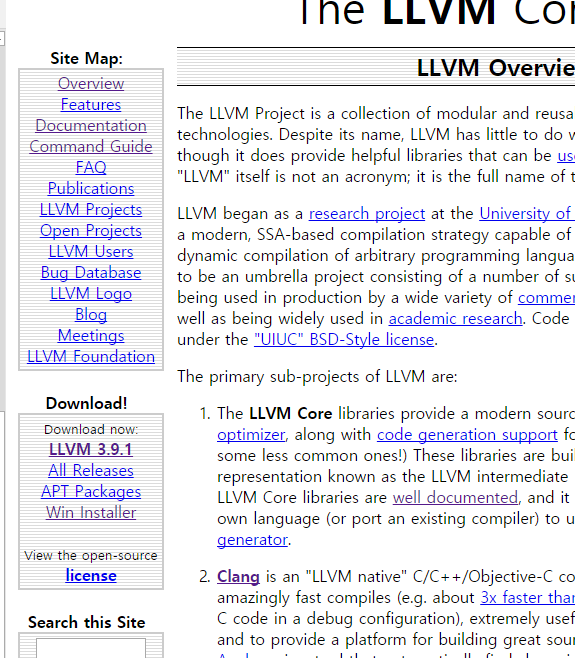 The LLVM Co
Site Map:
Overview
Features
Documentation
Command Guide
FAQ
Publications
LLVM Projects
Open Projects
LLVM Users
Bug Database
LLVM Logo
Blog
Meetings
LLVM Foundation
Download!
Download now:
LLVM 3.9.1
All Releases
APT Packages
Win Installer
View the open-source
license
Search this Site
LLVM Overvie
The LLVM Project is a collection of modular and reusa
technologies. Despite its name, LLVM has little to do w
though it does provide helpful libraries that can be us
"LLVM" itself is not an acronym; it is the full name of t
LLVM began as a research project at the University of
a modern, SSA-based compilation strategy capable of
dynamic compilation of arbitrary programming langua
to be an umbrella project consisting of a number of su
being used in production by a wide variety of commer
well as being widely used in academic research. Code
under the "UIUC" BSD-Style license.
The primary sub-projects of LLVM are:
1. The LLVM Core libraries provide a modern sourc
optimizer, along with code generation support fo
some less common ones!) These libraries are buil
representation known as the LLVM intermediate
LLVM Core libraries are well documented, and it
own language (or port an existing compiler) to u
generator.
2. Clang is an "LLVM native" C/C++/Objective-C co
amazingly fast compiles (e.g. about 3x faster than
C code in a debug configuration), extremely usef
and to provide a platform for building great sour